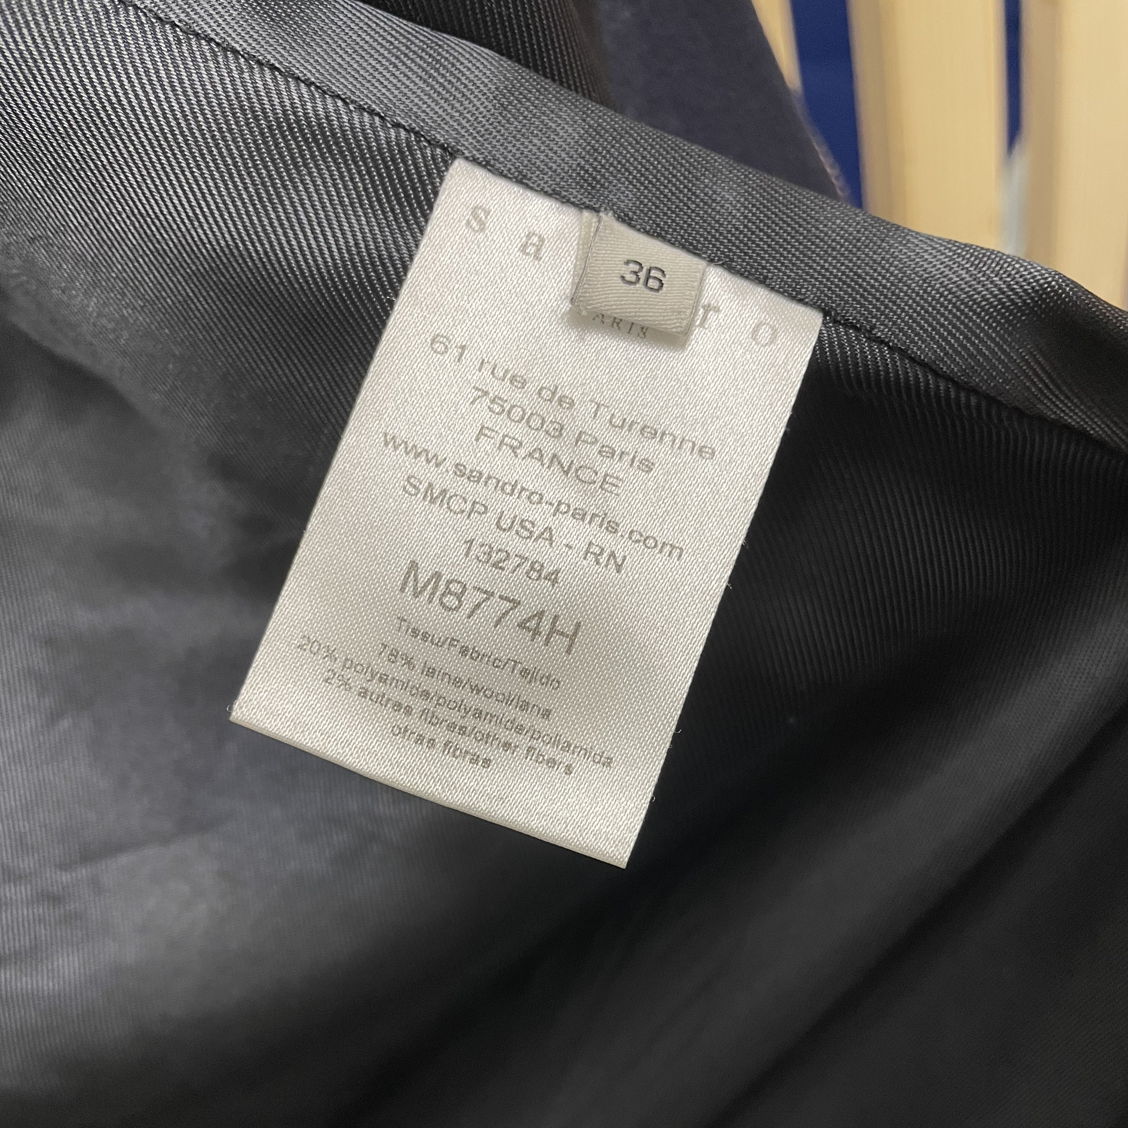 s a r o
36
ARIS
61 rue de Turenne
75003 Paris
FRANCE
www.sandro-paris.com
SMCP USA - RN
132784
M8774H
Tissu/Fabric/Tejido
78% laine/wool/lana
20% polyamide/polyamide/poliamida
2% autres fibres/other fibers
otras fibras